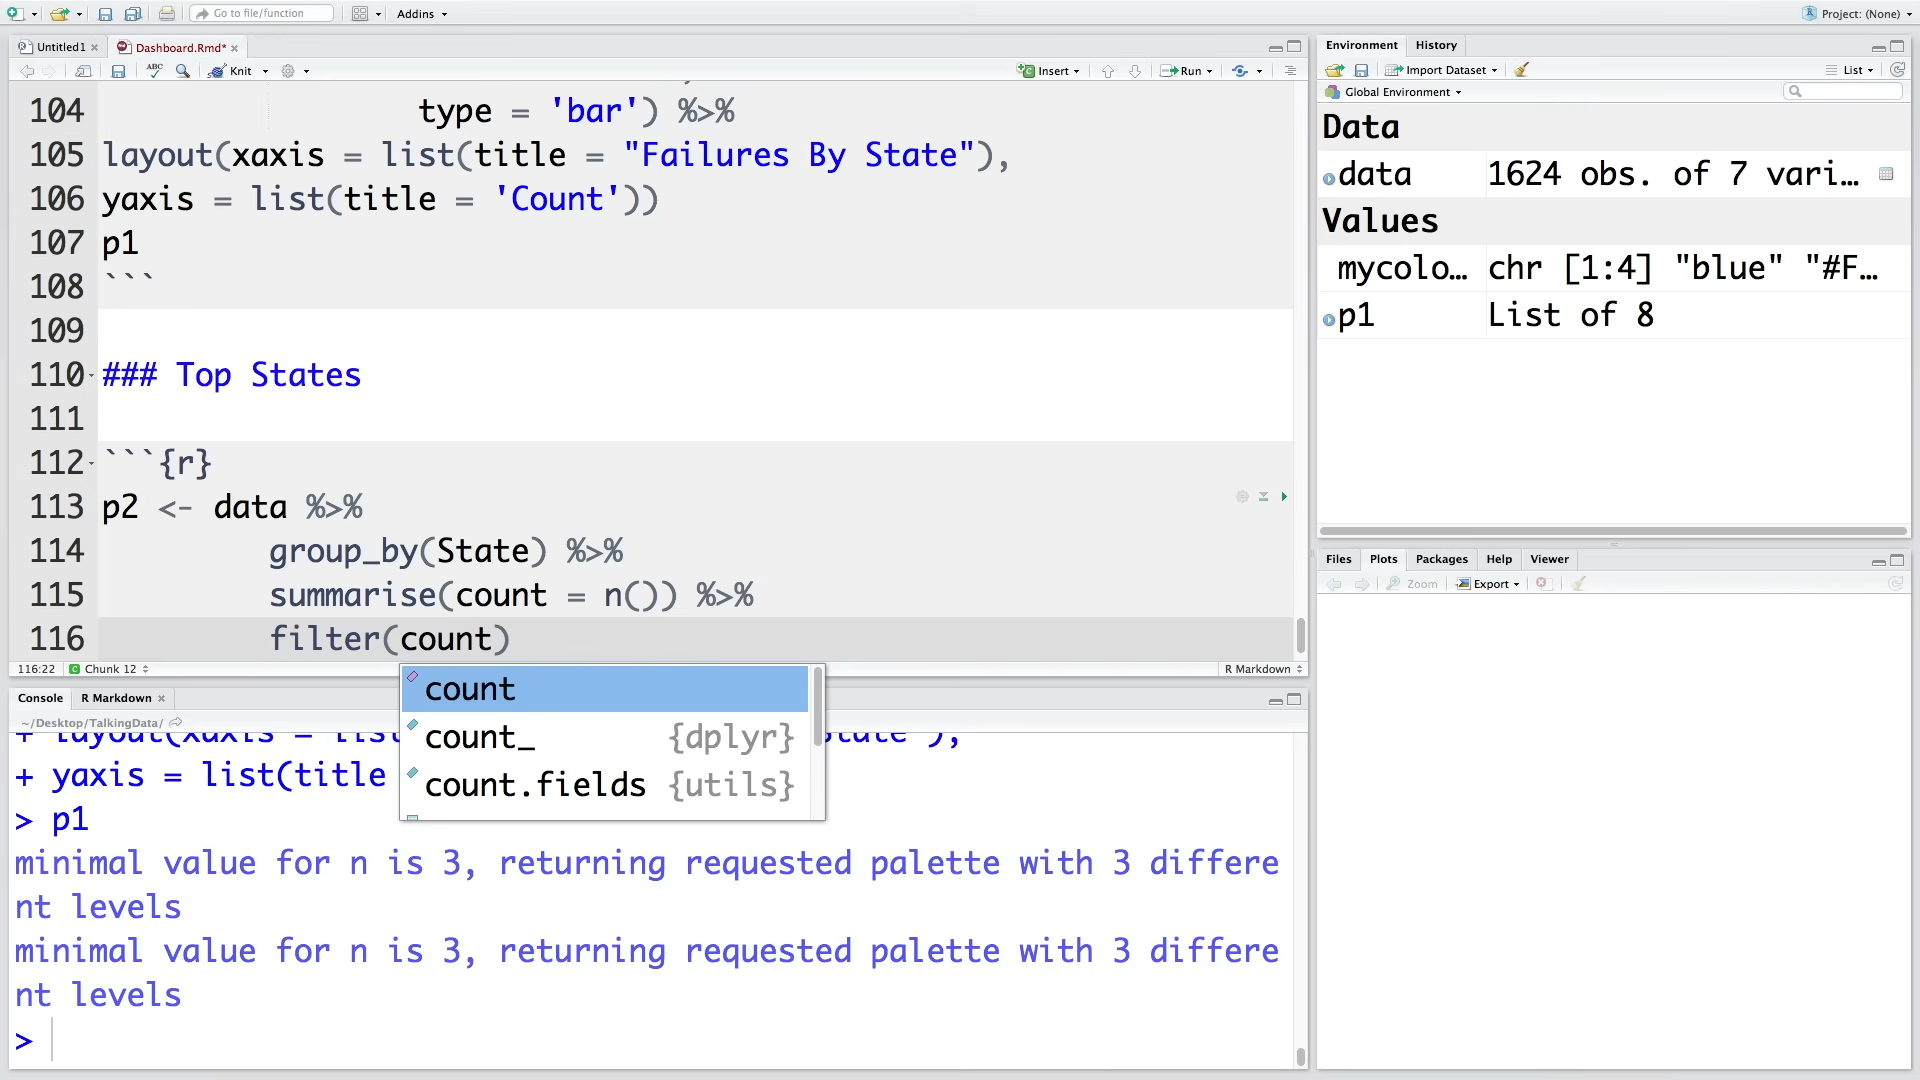 Go to file/function
Addins
Project: (None)
Untitled1
Dashboard.Rmd*
ABC
Knit
Insert
Run
104 type = 'bar') %>%
105 layout(xaxis = list(title = "Failures By State"),
106 yaxis = list(title = 'Count'))
107 p1
108 ```
109
110 ### Top States
111
112 ```{r}
113 p2 <- data %>%
114 group_by(State) %>%
115 summarise(count = n()) %>%
116 filter(count)
116:22
Chunk 12
R Markdown
count
count_ {dplyr}
count.fields {utils}
Console
R Markdown
~/Desktop/TalkingData/
+ yaxis = list(title
> p1
minimal value for n is 3, returning requested palette with 3 differe
nt levels
minimal value for n is 3, returning requested palette with 3 differe
nt levels
>
Environment
History
Import Dataset
List
Global Environment
Data
data 1624 obs. of 7 vari…
Values
mycolo… chr [1:4] "blue" "#F…
p1 List of 8
Files
Plots
Packages
Help
Viewer
Zoom
Export